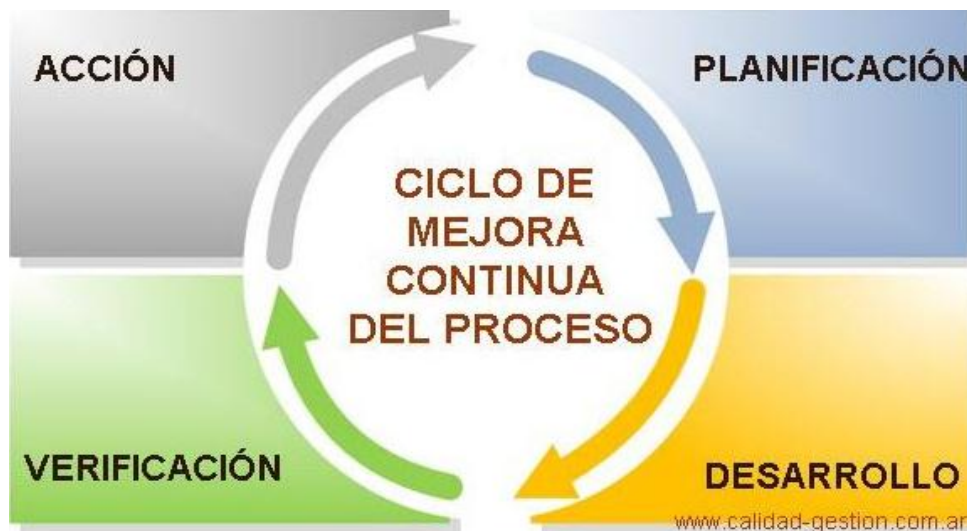 ACCIÓN
PLANIFICACIÓN
CICLO DE
MEJORA
CONTINUA
DEL PROCESO
VERIFICACIÓN
DESARROLLO
www.calidad-gestion.com.ar